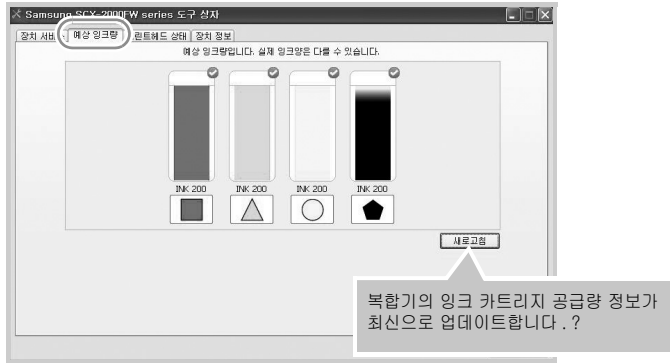 Samsung SCX-2000FW series 도구 상자
장치 서비 예상 잉크량 린트헤드 상태 장치 정보
예상 잉크량입니다. 실제 잉크양은 다를 수 있습니다.
INK 200 INK 200 INK 200 INK 200
새로고침
복합기의 잉크 카트리지 공급량 정보가
최신으로 업데이트합니다 . ?